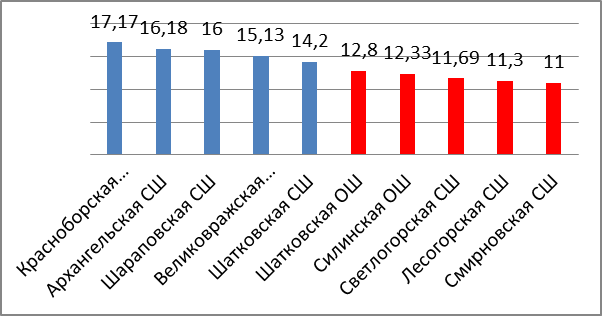 17,17
16,18
16
15,13
14,2
12,8
12,33
11,69
11,3
11
Красноборская...
Архангельская СШ
Шараповская СШ
Великовражская...
Шатковская СШ
Шатковская ОШ
Силинская ОШ
Светлогорская СШ
Лесогорская СШ
Смирновская СШ